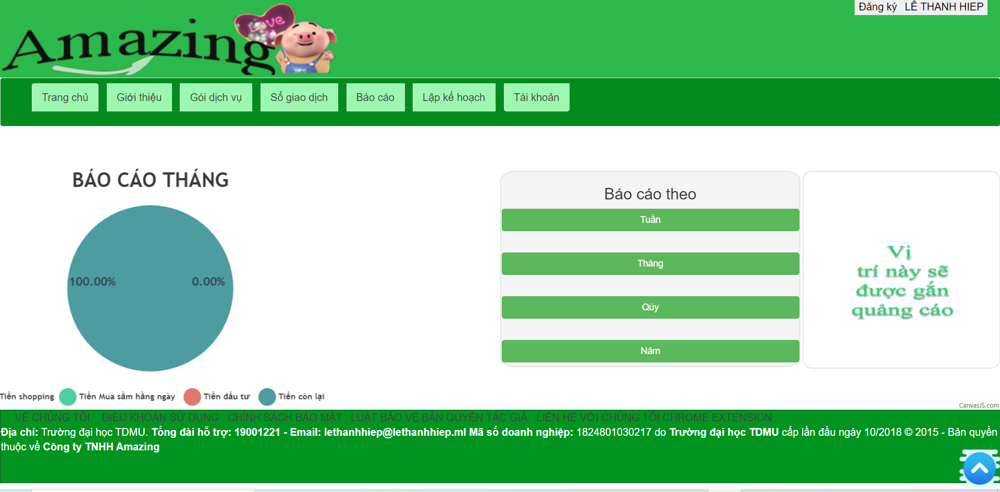 Đăng ký LÊ THANH HIEP
Love
Amazing
Trang chủ Giới thiệu Gói dịch vụ Sổ giao dịch Báo cáo Lập kế hoạch Tài khoản
BÁO CÁO THÁNG
100.00% 0.00%
Tiền shopping Tiền Mua sắm hằng ngày Tiền đầu tư Tiền còn lại
Báo cáo theo
Tuần
Tháng
Qúy
Năm
Vị
trí này sẽ
được gắn
quảng cáo
CanvasJS.com
VỀ CHÚNG TÔI ĐIỀU KHOẢN SỬ DỤNG CHÍNH SÁCH BẢO MẬT LUẬT BẢO VỆ BẢN QUYỀN TÁC GIẢ LIÊN HỆ VỚI CHÚNG TÔI CHROME EXTENSION
Địa chỉ: Trường đại học TDMU. Tổng đài hỗ trợ: 19001221 - Email: lethanhhiep@lethanhhiep.ml Mã số doanh nghiệp: 1824801030217 do Trường đại học TDMU cấp lần đầu ngày 10/2018 © 2015 - Bản quyền
thuộc về Công ty TNHH Amazing